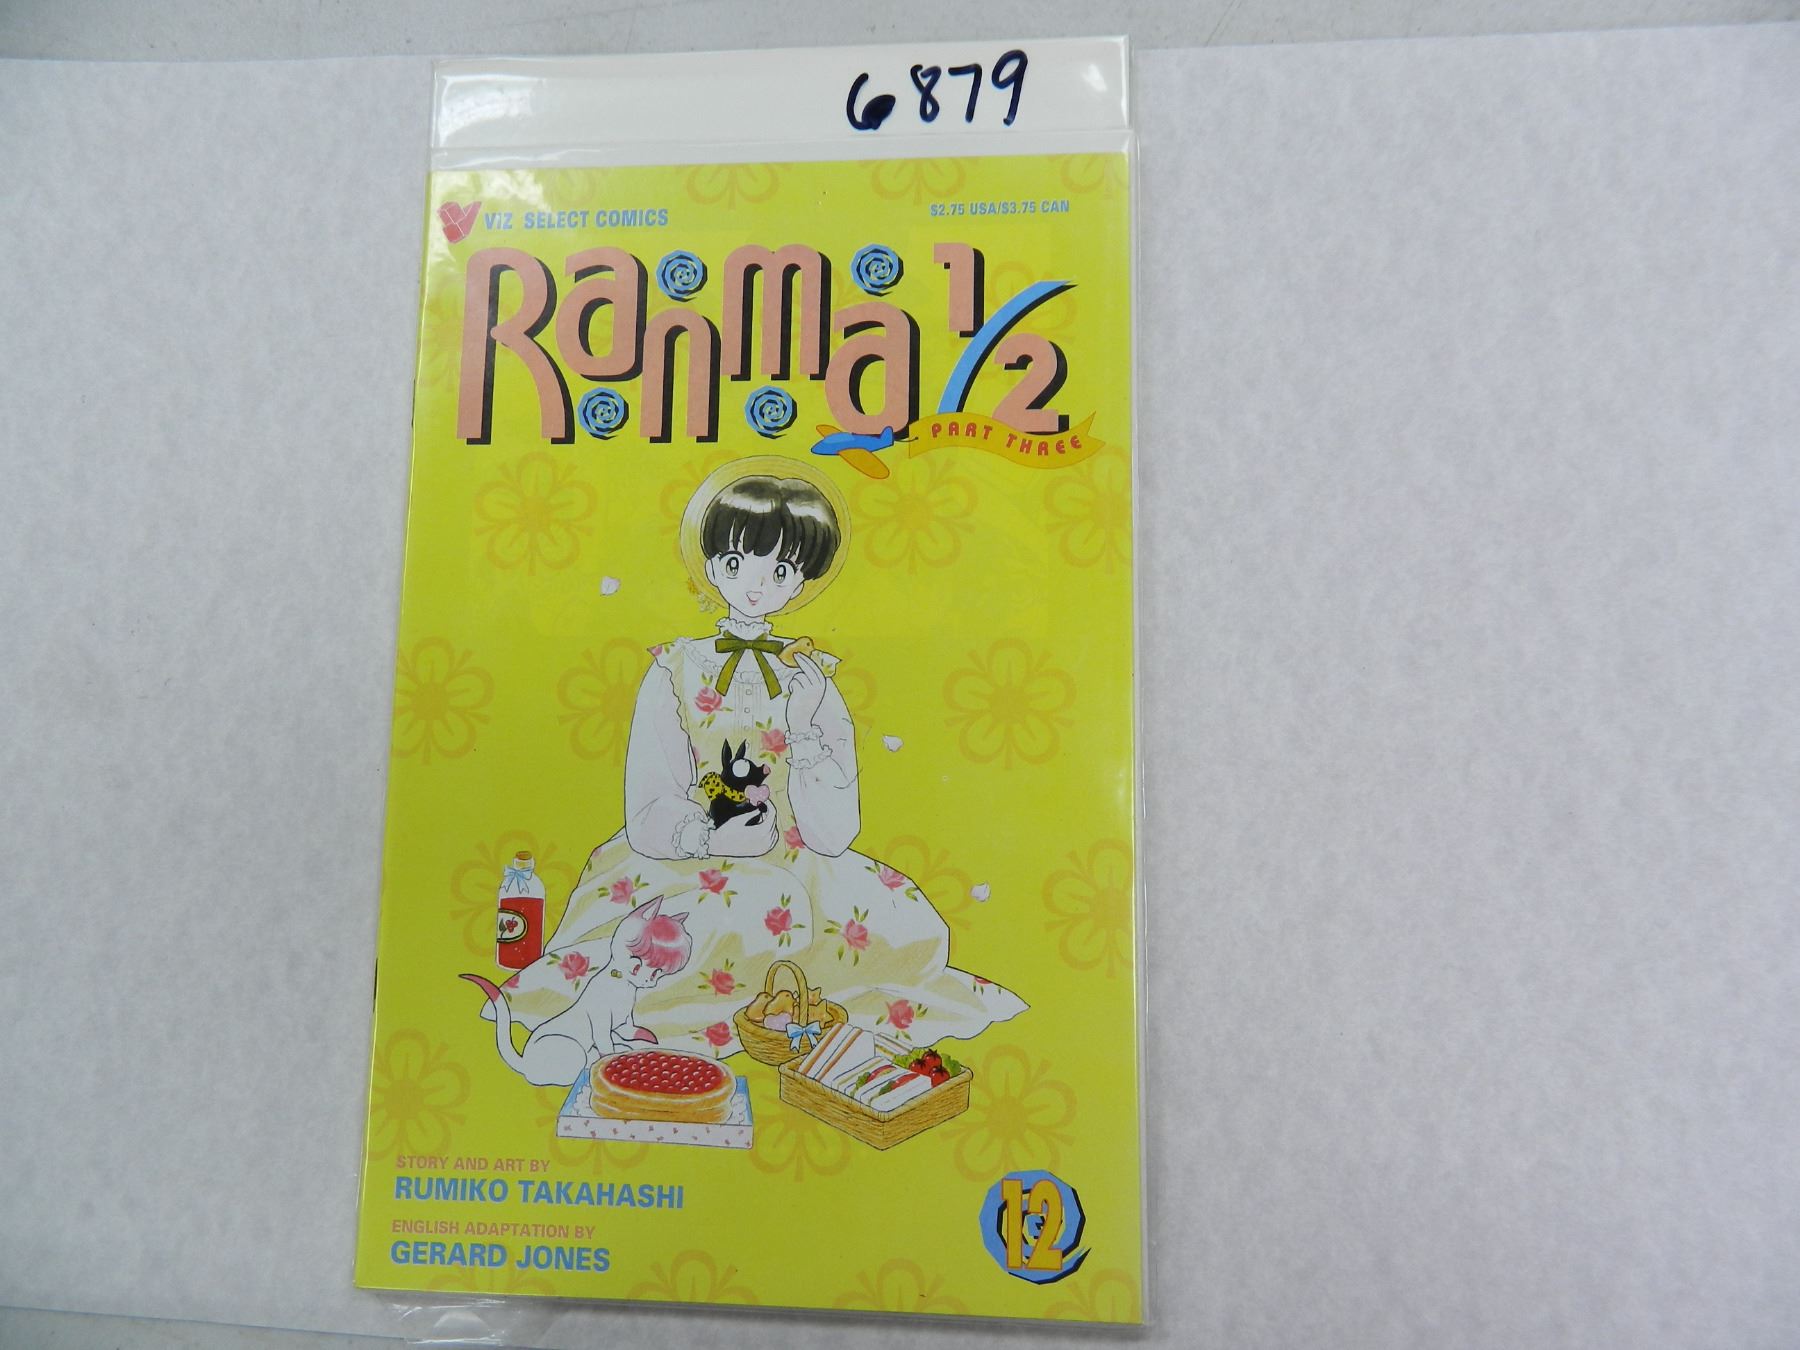 6879
VIZ SELECT COMICS
$2.75 USA/$3.75 CAN
Ranma 1/2
PART THREE
STORY AND ART BY
RUMIKO TAKAHASHI
ENGLISH ADAPTATION BY
GERARD JONES
12